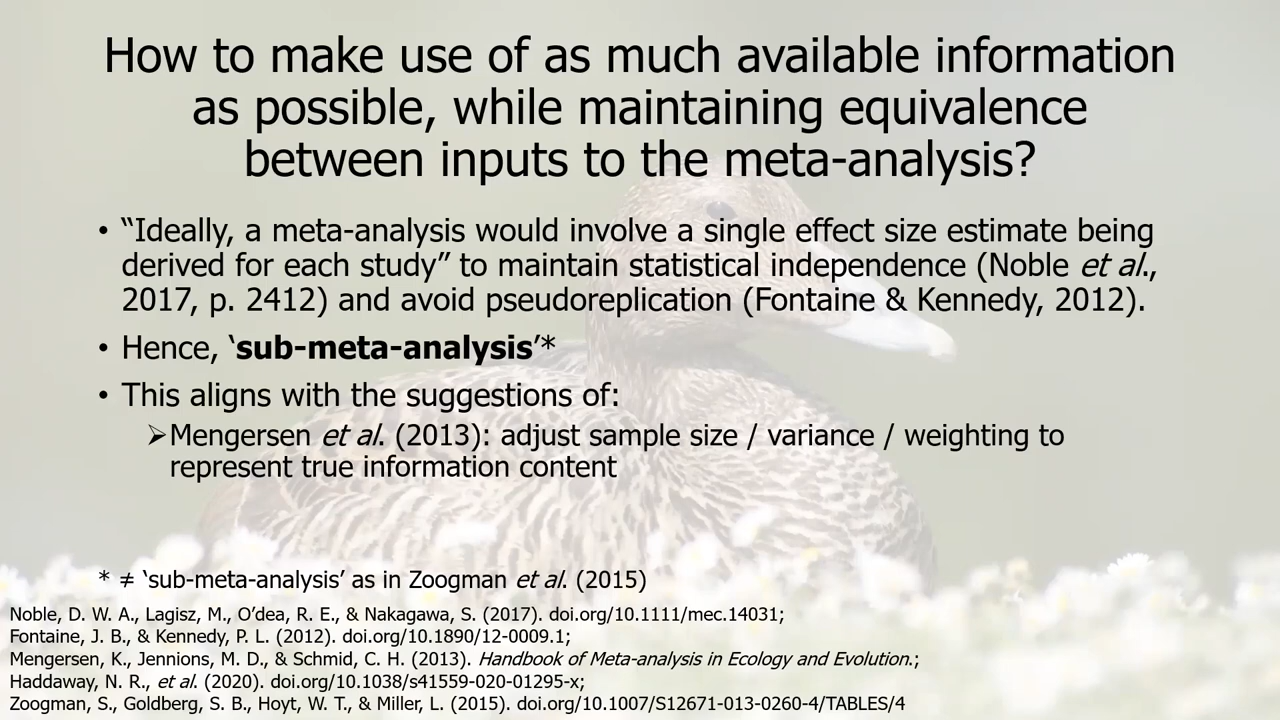 How to make use of as much available information
as possible, while maintaining equivalence
between inputs to the meta-analysis?
• “Ideally, a meta-analysis would involve a single effect size estimate being
derived for each study” to maintain statistical independence (Noble et al.,
2017, p. 2412) and avoid pseudoreplication (Fontaine & Kennedy, 2012).
• Hence, ‘sub-meta-analysis’*
• This aligns with the suggestions of:
➢Mengersen et al. (2013): adjust sample size / variance / weighting to
represent true information content
* ≠ ‘sub-meta-analysis’ as in Zoogman et al. (2015)
Noble, D. W. A., Lagisz, M., O’dea, R. E., & Nakagawa, S. (2017). doi.org/10.1111/mec.14031;
Fontaine, J. B., & Kennedy, P. L. (2012). doi.org/10.1890/12-0009.1;
Mengersen, K., Jennions, M. D., & Schmid, C. H. (2013). Handbook of Meta-analysis in Ecology and Evolution.;
Haddaway, N. R., et al. (2020). doi.org/10.1038/s41559-020-01295-x;
Zoogman, S., Goldberg, S. B., Hoyt, W. T., & Miller, L. (2015). doi.org/10.1007/S12671-013-0260-4/TABLES/4